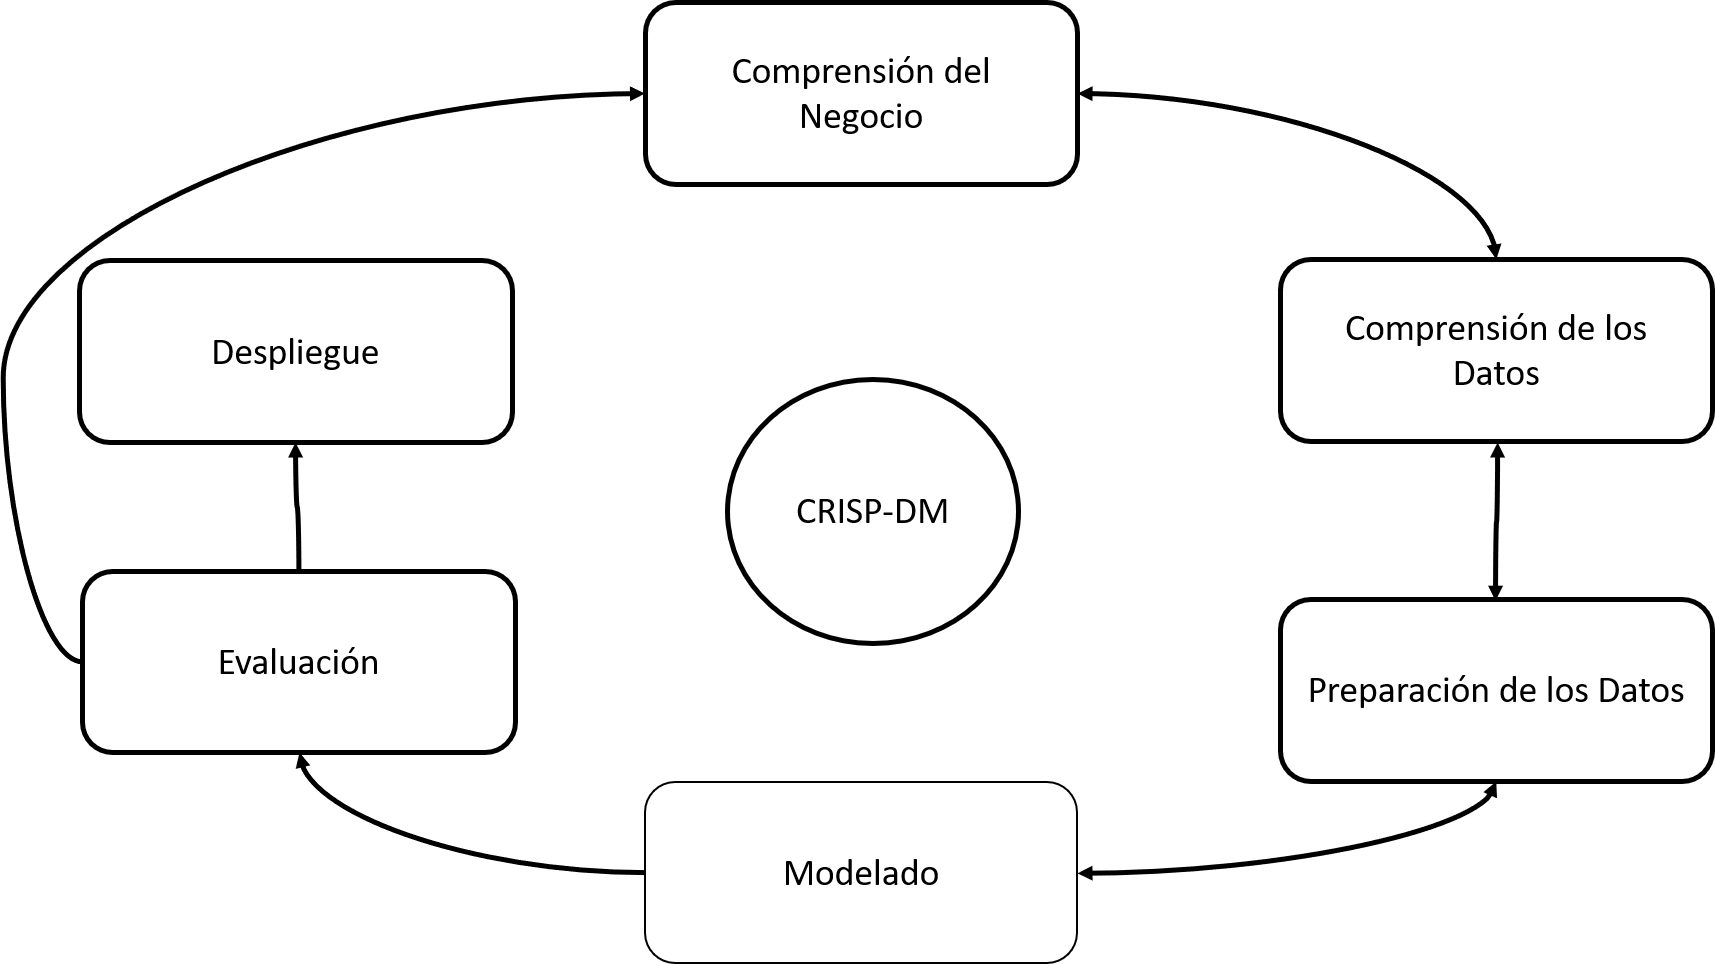 Comprensión del
Negocio
Despliegue
Comprensión de los
Datos
CRISP-DM
Evaluación
Preparación de los Datos
Modelado